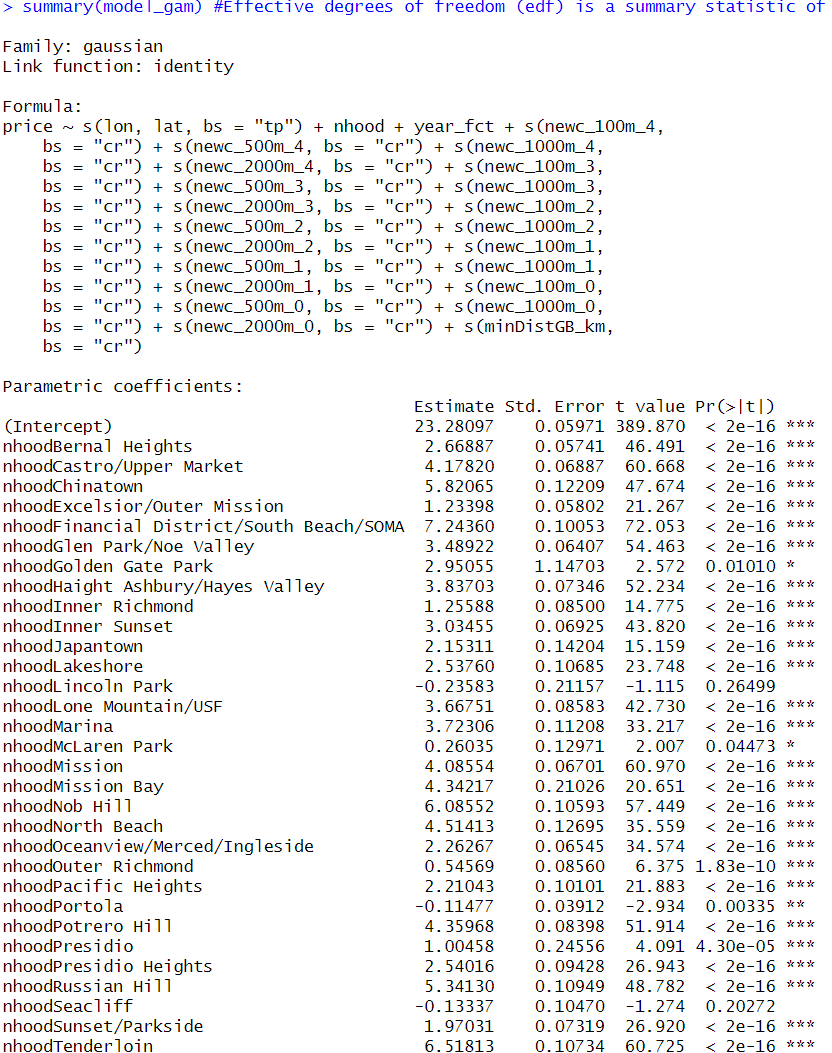 > summary(model_gam) #Effective degrees of freedom (edf) is a summary statistic of
Family: gaussian
Link function: identity
Formula:
price ~ s(lon, lat, bs = "tp") + nhood + year_fct + s(newc_100m_4,
    bs = "cr") + s(newc_500m_4, bs = "cr") + s(newc_1000m_4,
    bs = "cr") + s(newc_2000m_4, bs = "cr") + s(newc_100m_3,
    bs = "cr") + s(newc_500m_3, bs = "cr") + s(newc_1000m_3,
    bs = "cr") + s(newc_2000m_3, bs = "cr") + s(newc_100m_2,
    bs = "cr") + s(newc_500m_2, bs = "cr") + s(newc_1000m_2,
    bs = "cr") + s(newc_2000m_2, bs = "cr") + s(newc_100m_1,
    bs = "cr") + s(newc_500m_1, bs = "cr") + s(newc_1000m_1,
    bs = "cr") + s(newc_2000m_1, bs = "cr") + s(newc_100m_0,
    bs = "cr") + s(newc_500m_0, bs = "cr") + s(newc_1000m_0,
    bs = "cr") + s(newc_2000m_0, bs = "cr") + s(minDistGB_km,
    bs = "cr")
Parametric coefficients:
Estimate Std. Error t value Pr(>|t|)
(Intercept) 23.28097 0.05971 389.870 < 2e-16 ***
nhoodBernal Heights 2.66887 0.05741 46.491 < 2e-16 ***
nhoodCastro/Upper Market 4.17820 0.06887 60.668 < 2e-16 ***
nhoodChinatown 5.82065 0.12209 47.674 < 2e-16 ***
nhoodExcelsior/Outer Mission 1.23398 0.05802 21.267 < 2e-16 ***
nhoodFinancial District/South Beach/SOMA 7.24360 0.10053 72.053 < 2e-16 ***
nhoodGlen Park/Noe Valley 3.48922 0.06407 54.463 < 2e-16 ***
nhoodGolden Gate Park 2.95055 1.14703 2.572 0.01010 *
nhoodHaight Ashbury/Hayes Valley 3.83703 0.07346 52.234 < 2e-16 ***
nhoodInner Richmond 1.25588 0.08500 14.775 < 2e-16 ***
nhoodInner Sunset 3.03455 0.06925 43.820 < 2e-16 ***
nhoodJapantown 2.15311 0.14204 15.159 < 2e-16 ***
nhoodLakeshore 2.53760 0.10685 23.748 < 2e-16 ***
nhoodLincoln Park -0.23583 0.21157 -1.115 0.26499
nhoodLone Mountain/USF 3.66751 0.08583 42.730 < 2e-16 ***
nhoodMarina 3.72306 0.11208 33.217 < 2e-16 ***
nhoodMcLaren Park 0.26035 0.12971 2.007 0.04473 *
nhoodMission 4.08554 0.06701 60.970 < 2e-16 ***
nhoodMission Bay 4.34217 0.21026 20.651 < 2e-16 ***
nhoodNob Hill 6.08552 0.10593 57.449 < 2e-16 ***
nhoodNorth Beach 4.51413 0.12695 35.559 < 2e-16 ***
nhoodOceanview/Merced/Ingleside 2.26267 0.06545 34.574 < 2e-16 ***
nhoodOuter Richmond 0.54569 0.08560 6.375 1.83e-10 ***
nhoodPacific Heights 2.21043 0.10101 21.883 < 2e-16 ***
nhoodPortola -0.11477 0.03912 -2.934 0.00335 **
nhoodPotrero Hill 4.35968 0.08398 51.914 < 2e-16 ***
nhoodPresidio 1.00458 0.24556 4.091 4.30e-05 ***
nhoodPresidio Heights 2.54016 0.09428 26.943 < 2e-16 ***
nhoodRussian Hill 5.34130 0.10949 48.782 < 2e-16 ***
nhoodSeacliff -0.13337 0.10470 -1.274 0.20272
nhoodSunset/Parkside 1.97031 0.07319 26.920 < 2e-16 ***
nhoodTenderloin 6.51813 0.10734 60.725 < 2e-16 ***